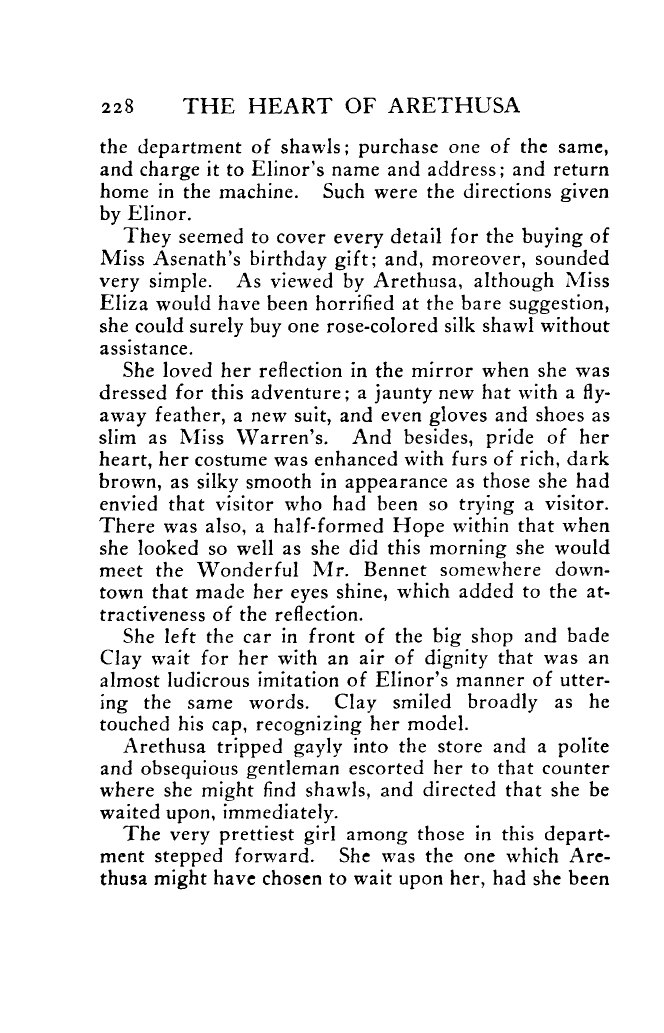 228 THE HEART OF ARETHUSA
the department of shawls; purchase one of the same,
and charge it to Elinor's name and address; and return
home in the machine. Such were the directions given
by Elinor.
They seemed to cover every detail for the buying of
Miss Asenath's birthday gift; and, moreover, sounded
very simple. As viewed by Arethusa, although Miss
Eliza would have been horrified at the bare suggestion,
she could surely buy one rose-colored silk shawl without
assistance.
She loved her reflection in the mirror when she was
dressed for this adventure; a jaunty new hat with a fly-
away feather, a new suit, and even gloves and shoes as
slim as Miss Warren's. And besides, pride of her
heart, her costume was enhanced with furs of rich, dark
brown, as silky smooth in appearance as those she had
envied that visitor who had been so trying a visitor.
There was also, a half-formed Hope within that when
she looked so well as she did this morning she would
meet the Wonderful Mr. Bennet somewhere down-
town that made her eyes shine, which added to the at-
tractiveness of the reflection.
She left the car in front of the big shop and bade
Clay wait for her with an air of dignity that was an
almost ludicrous imitation of Elinor's manner of utter-
ing the same words. Clay smiled broadly as he
touched his cap, recognizing her model.
Arethusa tripped gayly into the store and a polite
and obsequious gentleman escorted her to that counter
where she might find shawls, and directed that she be
waited upon, immediately.
The very prettiest girl among those in this depart-
ment stepped forward. She was the one which Are-
thusa might have chosen to wait upon her, had she been